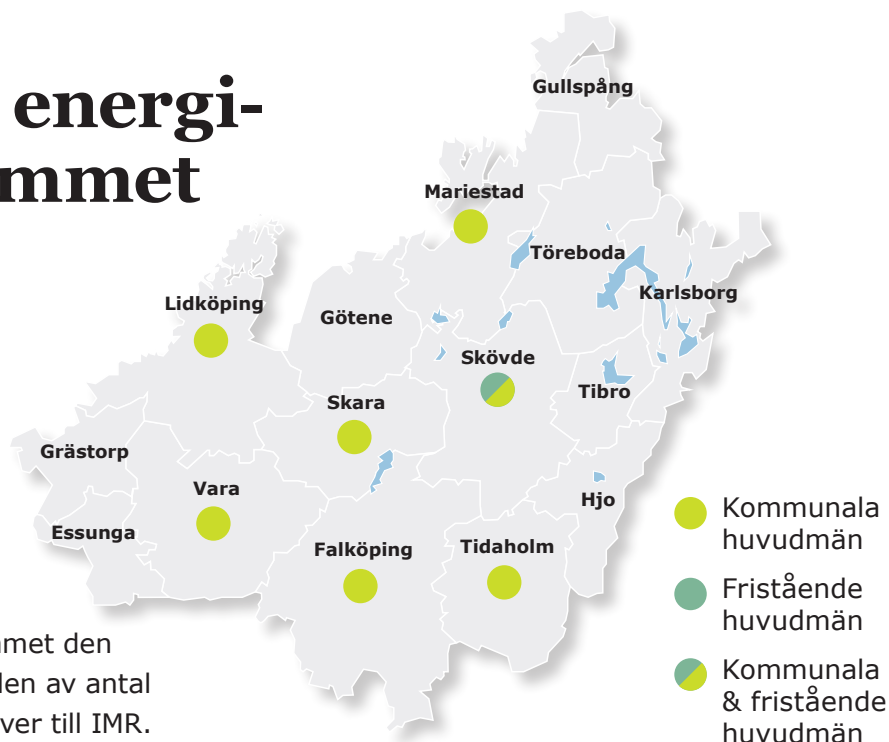 energi-
mmet
Gullspång
Mariestad
Töreboda
Karlsborg
Lidköping
Götene
Skövde
Tibro
Skara
Grästorp
Vara
Hjo
Essunga
Falköping
Tidaholm
Kommunala
huvudmän
Fristående
huvudmän
Kommunala
& fristående
huvudmän
met den
len av antal
ver till IMR.